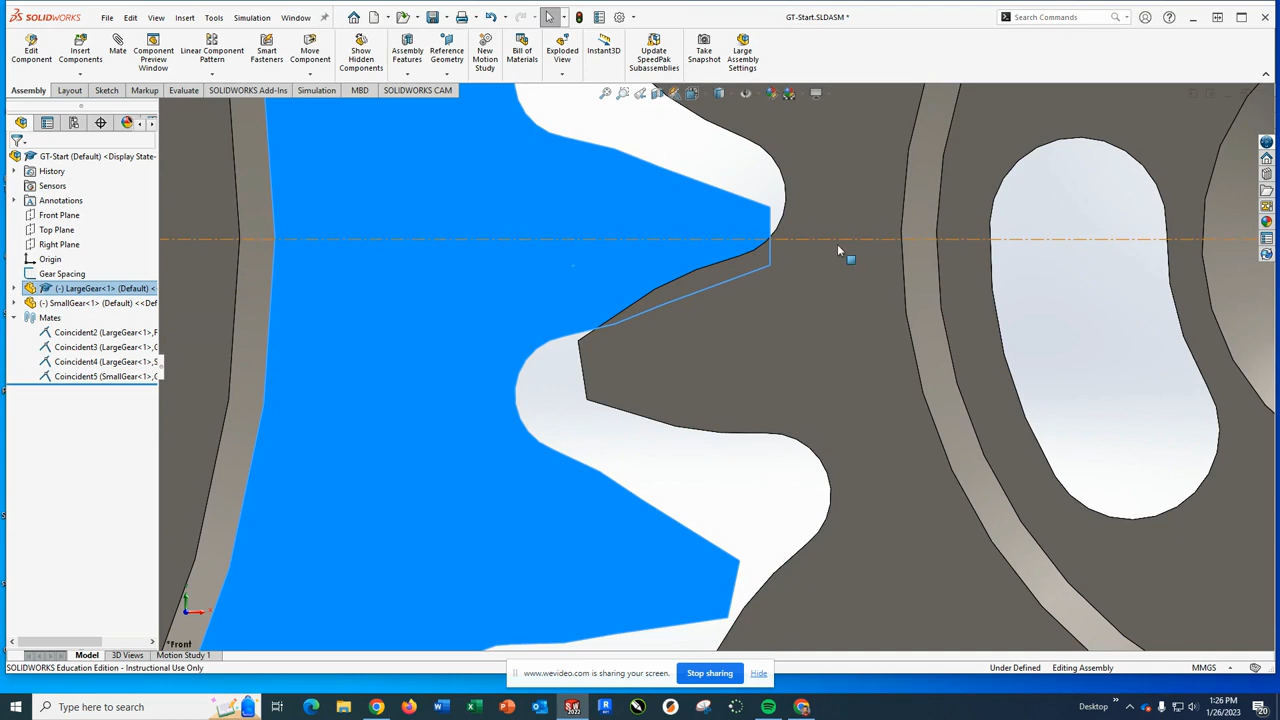 SOLIDWORKS
File
Edit
View
Insert
Tools
Simulation
Window
GT-Start.SLDASM *
Search Commands
Edit
Component
Insert
Components
Mate
Component
Preview
Window
Linear Component
Pattern
Smart
Fasteners
Move
Component
Show
Hidden
Components
Assembly
Features
Reference
Geometry
New
Motion
Study
Bill of
Materials
Exploded
View
Instant3D
Update
SpeedPak
Subassemblies
Take
Snapshot
Large
Assembly
Settings
Assembly
Layout
Sketch
Markup
Evaluate
SOLIDWORKS Add-Ins
Simulation
MBD
SOLIDWORKS CAM
GT-Start (Default) <Display State-
History
Sensors
Annotations
Front Plane
Top Plane
Right Plane
Origin
Gear Spacing
(-) LargeGear<1> (Default) <
(-) SmallGear<1> (Default) <<Def
Mates
Coincident2 (LargeGear<1>,F
Coincident3 (LargeGear<1>,C
Coincident4 (LargeGear<1>,S
Coincident5 (SmallGear<1>,C
*Front
Model
3D Views
Motion Study 1
SOLIDWORKS Education Edition - Instructional Use Only
Under Defined
Editing Assembly
MMGS
www.wevideo.com is sharing your screen.
Stop sharing
Hide
Type here to search
Desktop
1:26 PM
1/26/2023
20